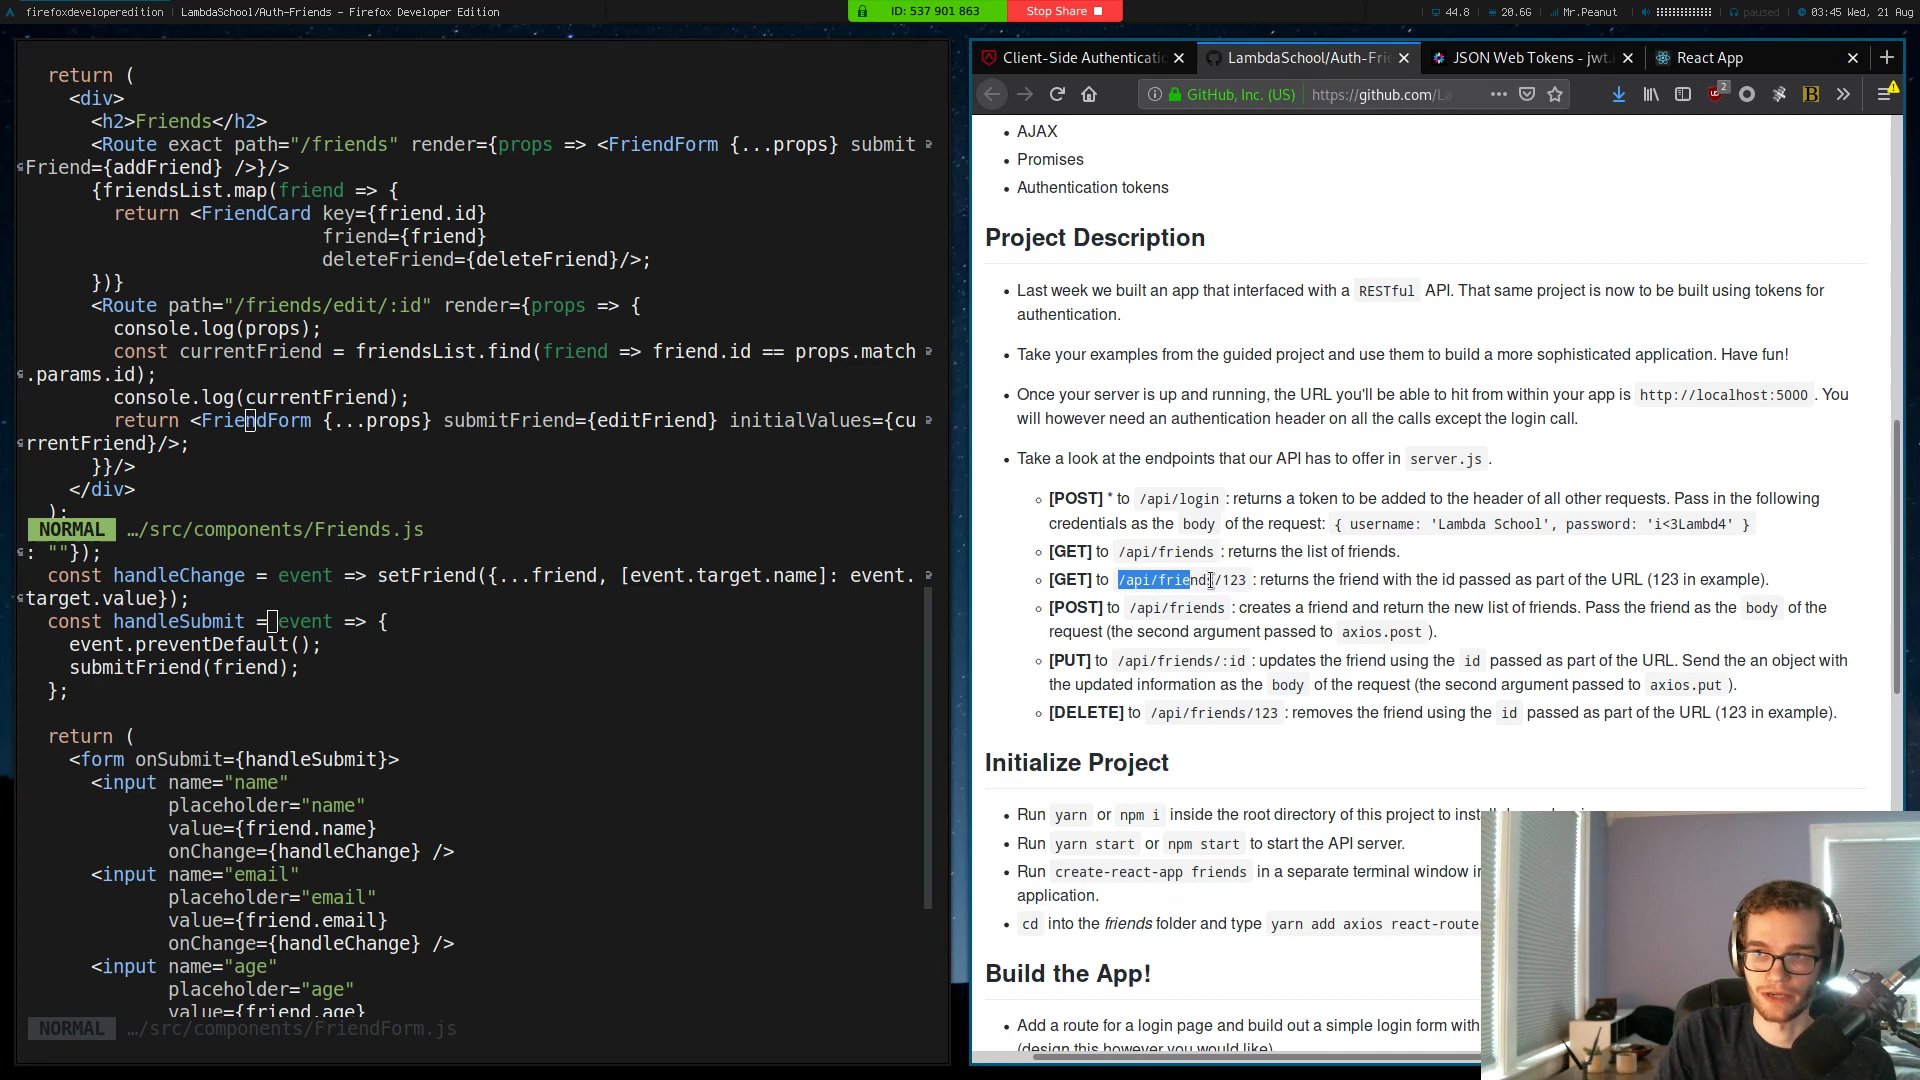 firefoxdeveloperedition LambdaSchool/Auth-Friends - Firefox Developer Edition ID: 537 901 863 Stop Share 44.8 20.6G Mr.Peanut paused 03:45 Wed, 21 Aug
return (
<div>
<h2>Friends</h2>
<Route exact path="/friends" render={props => <FriendForm {...props} submit
Friend={addFriend} />}/>
{friendsList.map(friend => {
return <FriendCard key={friend.id}
friend={friend}
deleteFriend={deleteFriend}/>;
})}
<Route path="/friends/edit/:id" render={props => {
console.log(props);
const currentFriend = friendsList.find(friend => friend.id == props.match
.params.id);
console.log(currentFriend);
return <FriendForm {...props} submitFriend={editFriend} initialValues={cu
rrentFriend}/>;
}}/>
</div>
);
NORMAL …/src/components/Friends.js
: ""});
const handleChange = event => setFriend({...friend, [event.target.name]: event.
target.value});
const handleSubmit = event => {
event.preventDefault();
submitFriend(friend);
};
return (
<form onSubmit={handleSubmit}>
<input name="name"
placeholder="name"
value={friend.name}
onChange={handleChange} />
<input name="email"
placeholder="email"
value={friend.email}
onChange={handleChange} />
<input name="age"
placeholder="age"
value={friend.age}
NORMAL …/src/components/FriendForm.js
Client-Side Authenticati LambdaSchool/Auth-Frie JSON Web Tokens - jwt.i React App
GitHub, Inc. (US) https://github.com/La 2
AJAX
Promises
Authentication tokens
Project Description
Last week we built an app that interfaced with a RESTful API. That same project is now to be built using tokens for
authentication.
Take your examples from the guided project and use them to build a more sophisticated application. Have fun!
Once your server is up and running, the URL you'll be able to hit from within your app is http://localhost:5000 . You
will however need an authentication header on all the calls except the login call.
Take a look at the endpoints that our API has to offer in server.js .
[POST] * to /api/login : returns a token to be added to the header of all other requests. Pass in the following
credentials as the body of the request: { username: 'Lambda School', password: 'i<3Lambd4' }
[GET] to /api/friends : returns the list of friends.
[GET] to /api/friends/123 : returns the friend with the id passed as part of the URL (123 in example).
[POST] to /api/friends : creates a friend and return the new list of friends. Pass the friend as the body of the
request (the second argument passed to axios.post ).
[PUT] to /api/friends/:id : updates the friend using the id passed as part of the URL. Send the an object with
the updated information as the body of the request (the second argument passed to axios.put ).
[DELETE] to /api/friends/123 : removes the friend using the id passed as part of the URL (123 in example).
Initialize Project
Run yarn or npm i inside the root directory of this project to
Run yarn start or npm start to start the API server.
Run create-react-app friends in a separate terminal window
application.
cd into the friends folder and type yarn add axios react-route
Build the App!
Add a route for a login page and build out a simple login form with
(design this however you would like)